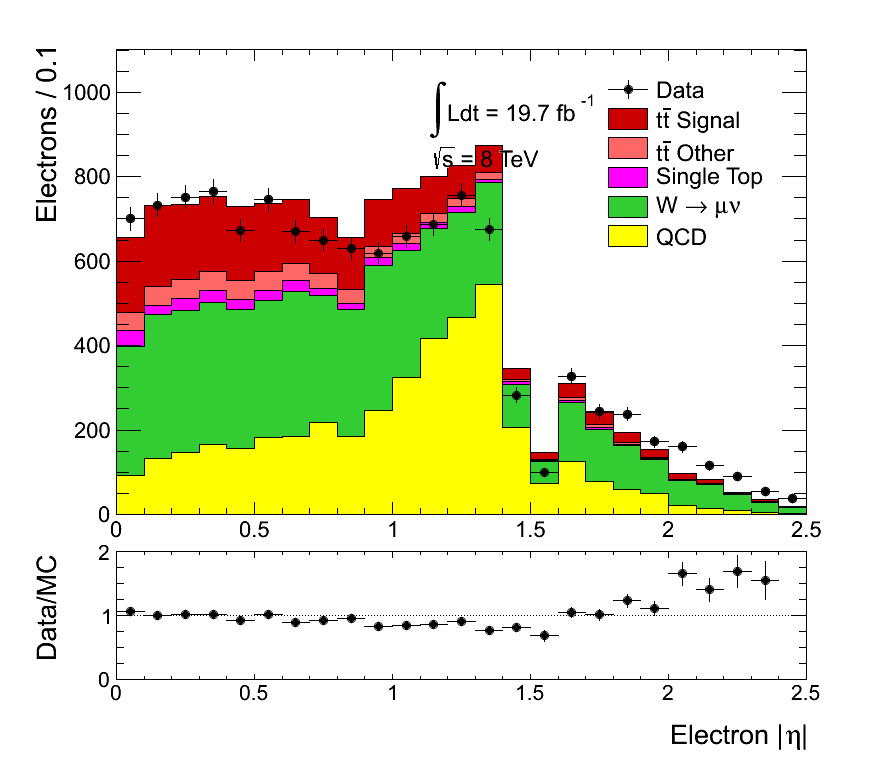 Electrons / 0.1
1000
800
600
400
200
0
∫ Ldt = 19.7 fb⁻¹
√s = 8 TeV
Data
tt̄ Signal
tt̄ Other
Single Top
W → μν
QCD
0 0.5 1 1.5 2 2.5
Data/MC
2
1
0
0 0.5 1 1.5 2 2.5
Electron |η|